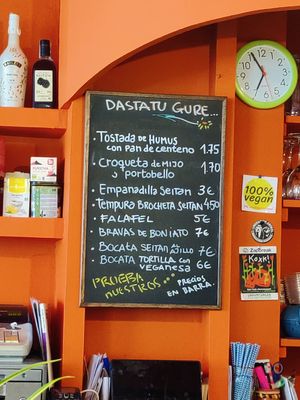 DASTATU GURE...
• TOSTADA DE HUMUS
CON PAN DE CENTENO 1.75
• CROQUETA DE MIJO
Y PORTOBELLO 1.70
• EMPANADILLA SEITAN 3€
• TEMPURA BROCHETA SEITAN 4.50
• FALAFEL 5€
• BRAVAS DE BONIATO 7€
• BOCATA SEITAN 7€
BOCATA TORTILLA CON
VEGANESA 6€
PRUEBA
NUESTROS...
PRECIOS
EN BARRA.
100%
vegan
BAILEYS